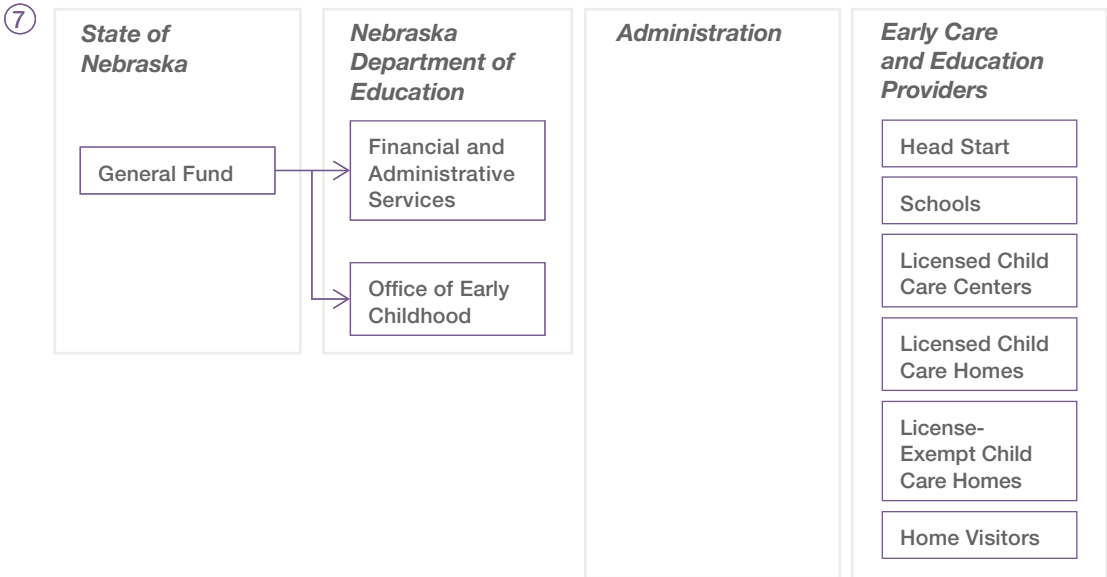 7
State of
Nebraska
General Fund
Nebraska
Department of
Education
Financial and
Administrative
Services
Office of Early
Childhood
Administration
Early Care
and Education
Providers
Head Start
Schools
Licensed Child
Care Centers
Licensed Child
Care Homes
License-
Exempt Child
Care Homes
Home Visitors